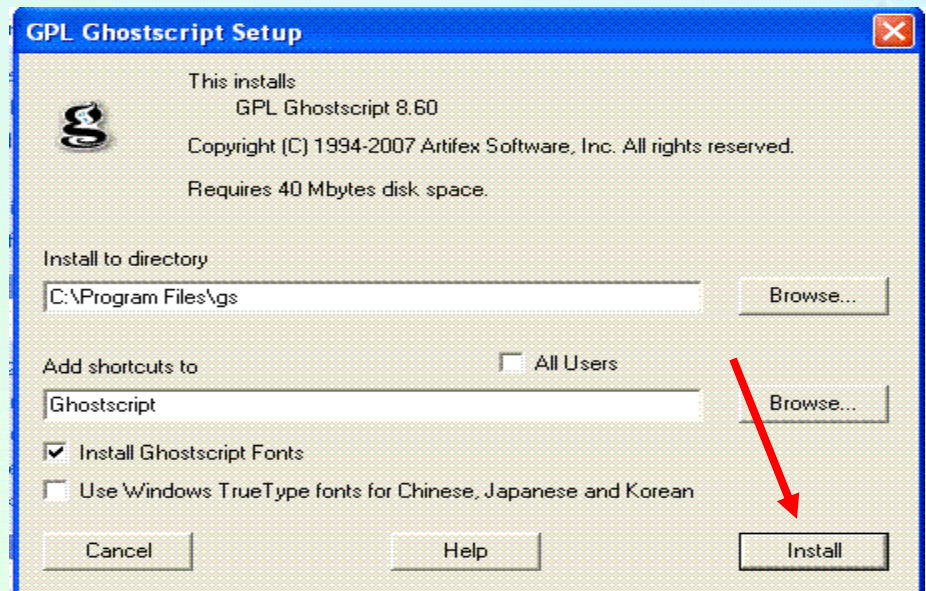 GPL Ghostscript Setup
This installs
GPL Ghostscript 8.60
Copyright (C) 1994-2007 Artifex Software, Inc. All rights reserved.
Requires 40 Mbytes disk space.
Install to directory
C:\Program Files\gs
Browse...
Add shortcuts to
All Users
Ghostscript
Browse...
Install Ghostscript Fonts
Use Windows TrueType fonts for Chinese, Japanese and Korean
Cancel
Help
Install